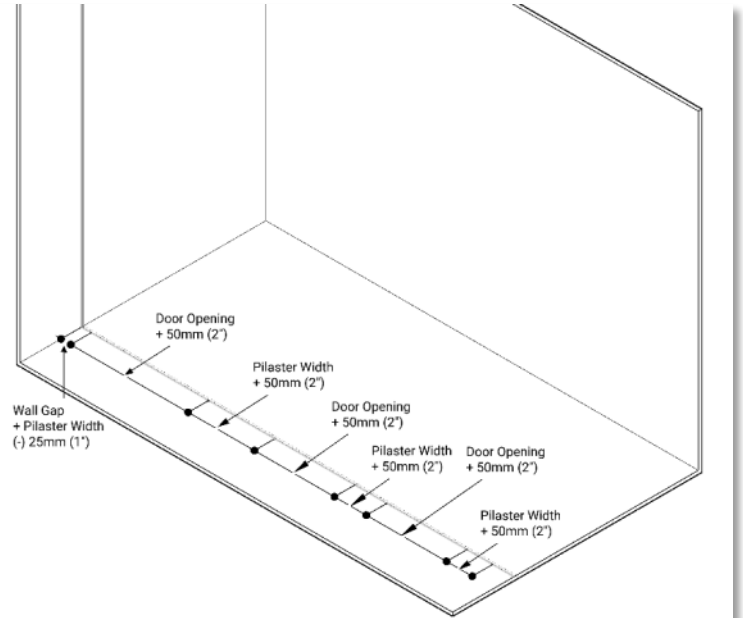 Door Opening
+ 50mm (2")
Pilaster Width
+ 50mm (2")
Door Opening
+ 50mm (2")
Wall Gap
+ Pilaster Width
(-) 25mm (1")
Pilaster Width
+ 50mm (2")
Door Opening
+ 50mm (2")
Pilaster Width
+ 50mm (2")